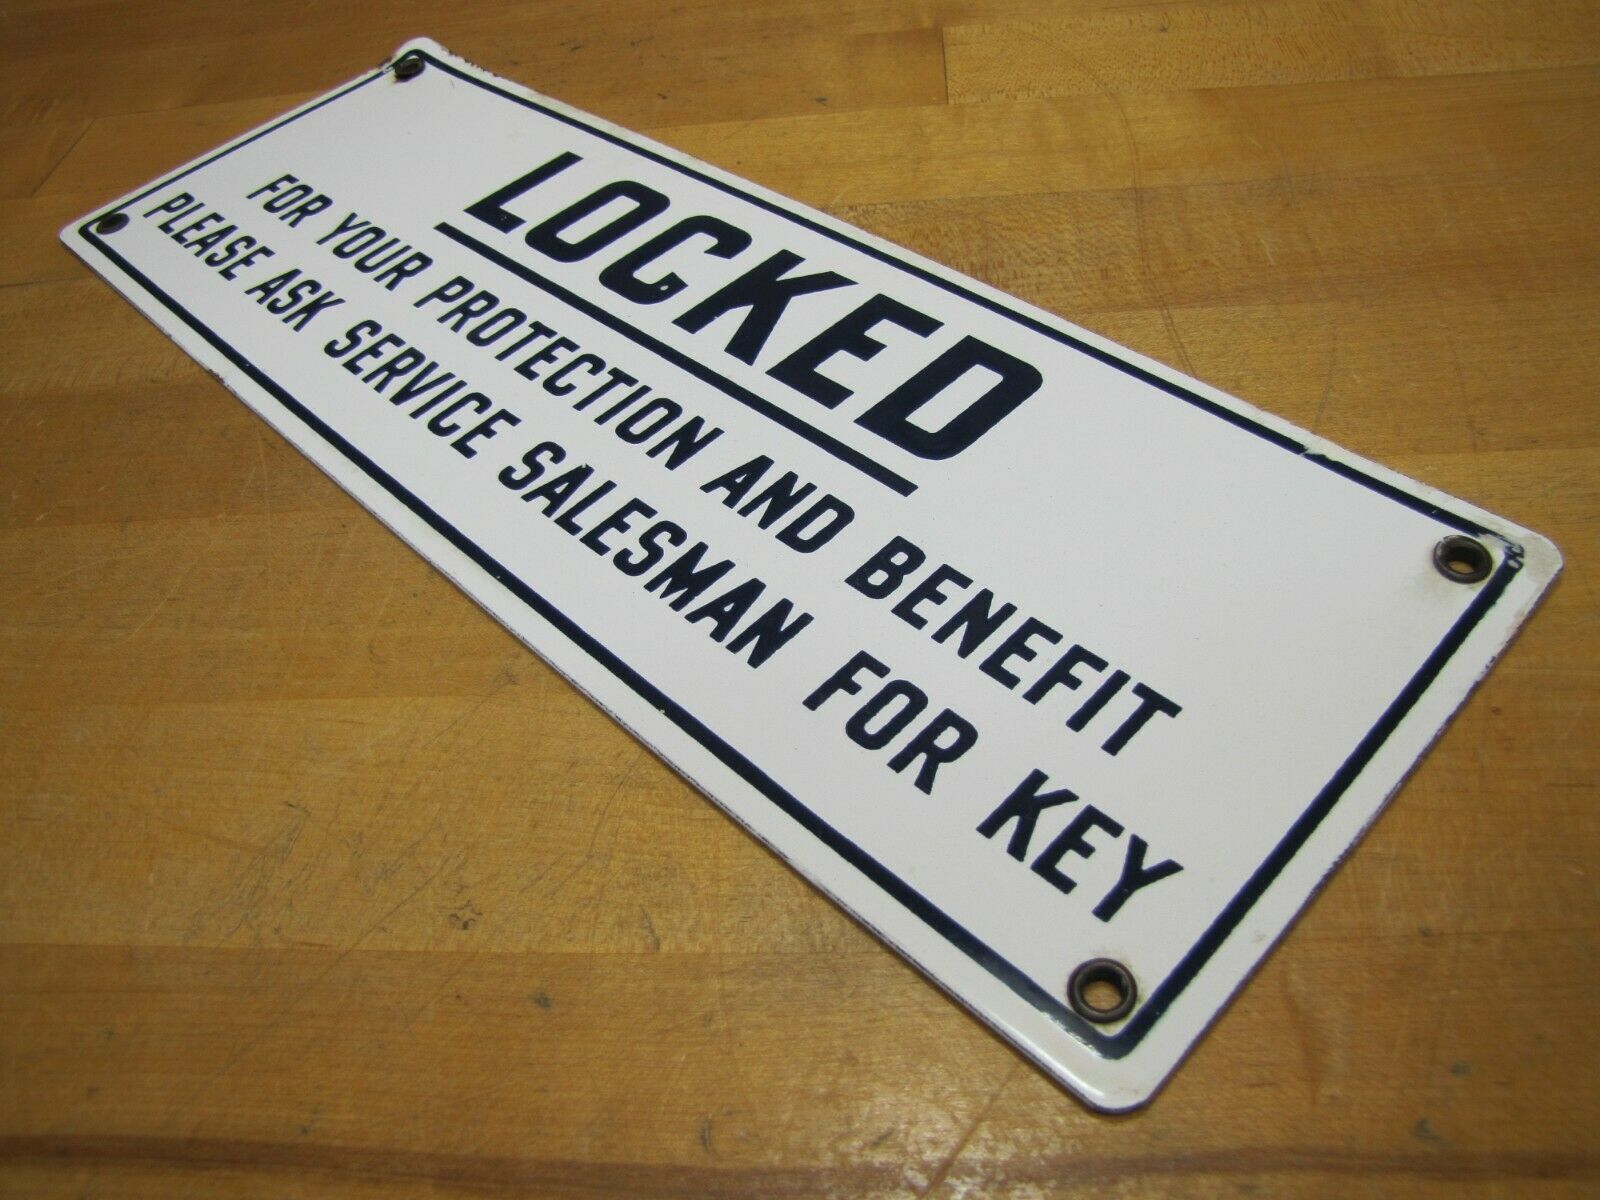 LOCKED
FOR YOUR PROTECTION AND BENEFIT
PLEASE ASK SERVICE SALESMAN FOR KEY